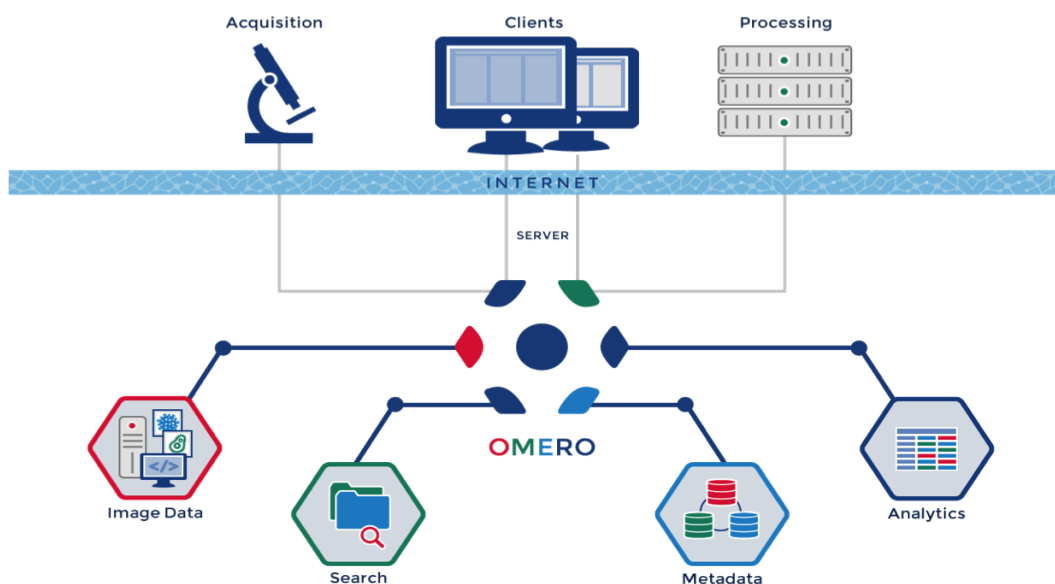 Acquisition
Clients
Processing
INTERNET
SERVER
OMERO
</>
Image Data
Search
Metadata
Analytics